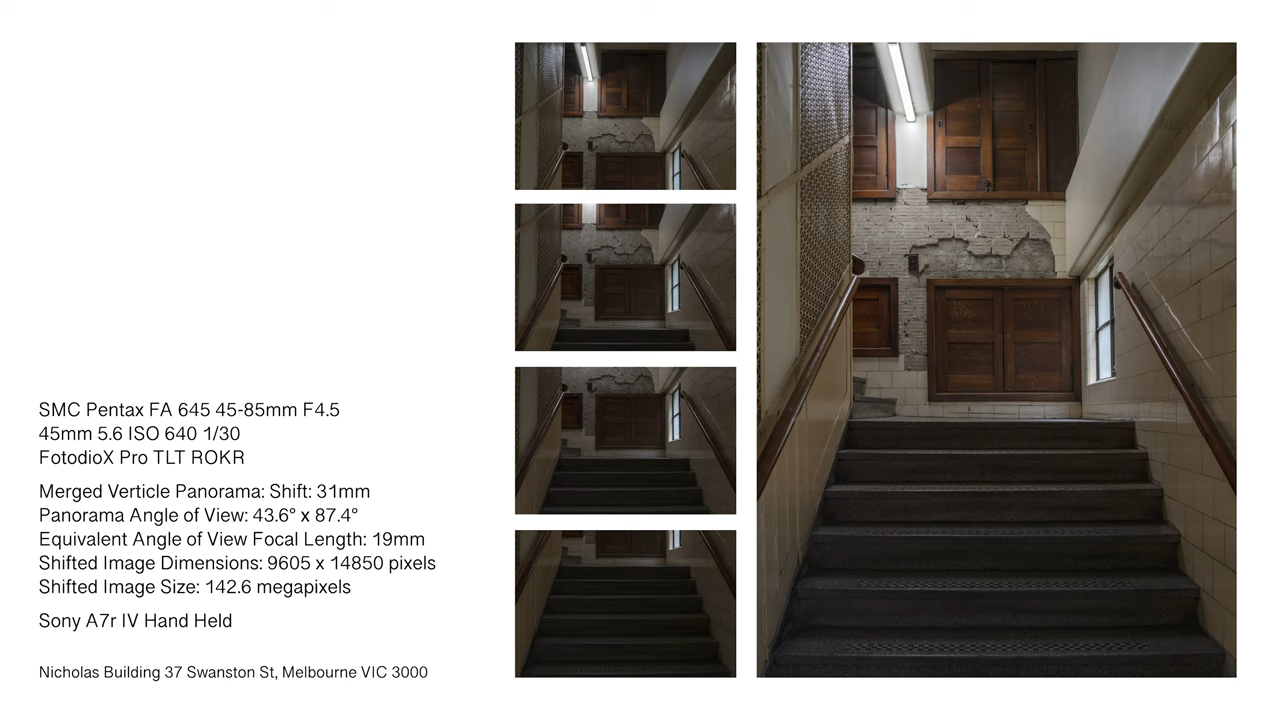 SMC Pentax FA 645 45-85mm F4.5
45mm 5.6 ISO 640 1/30
FotodioX Pro TLT ROKR
Merged Verticle Panorama: Shift: 31mm
Panorama Angle of View: 43.6° x 87.4°
Equivalent Angle of View Focal Length: 19mm
Shifted Image Dimensions: 9605 x 14850 pixels
Shifted Image Size: 142.6 megapixels
Sony A7r IV Hand Held
Nicholas Building 37 Swanston St, Melbourne VIC 3000